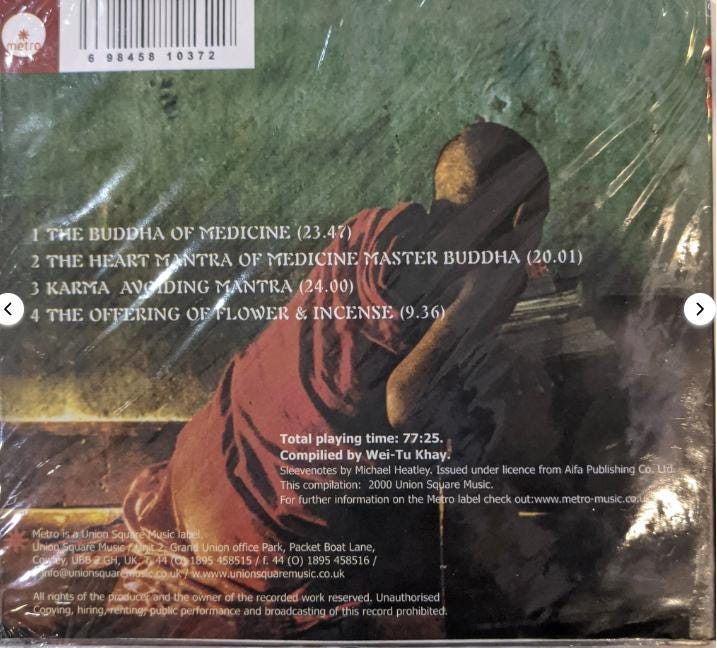 metro
6 98458 10372
1 THE BUDDHA OF MEDICINE (23.47)
2 THE HEART MANTRA OF MEDICINE MASTER BUDDHA (20.01)
3 KARMA AVOIDING MANTRA (24.00)
4 THE OFFERING OF FLOWER & INCENSE (9.36)
Total playing time: 77:25.
Compilied by Wei-Tu Khay.
Sleevenotes by Michael Heatley. Issued under licence from Aifa Publishing Co. Ltd.
This compilation: 2000 Union Square Music.
For further information on the Metro label check out:www.metro-music.co.uk
Metro is a Union Square Music label.
Union Square Music / Unit 2, Grand Union office Park, Packet Boat Lane,
Cowley, UB8 2 GH, UK, T. 44 (O) 1895 458515 / f. 44 (O) 1895 458516 /
info@unionsquaremusic.co.uk / w.www.unionsquaremusic.co.uk
All rights of the producer and the owner of the recorded work reserved. Unauthorised
Copying, hiring, renting, public performance and broadcasting of this record prohibited.